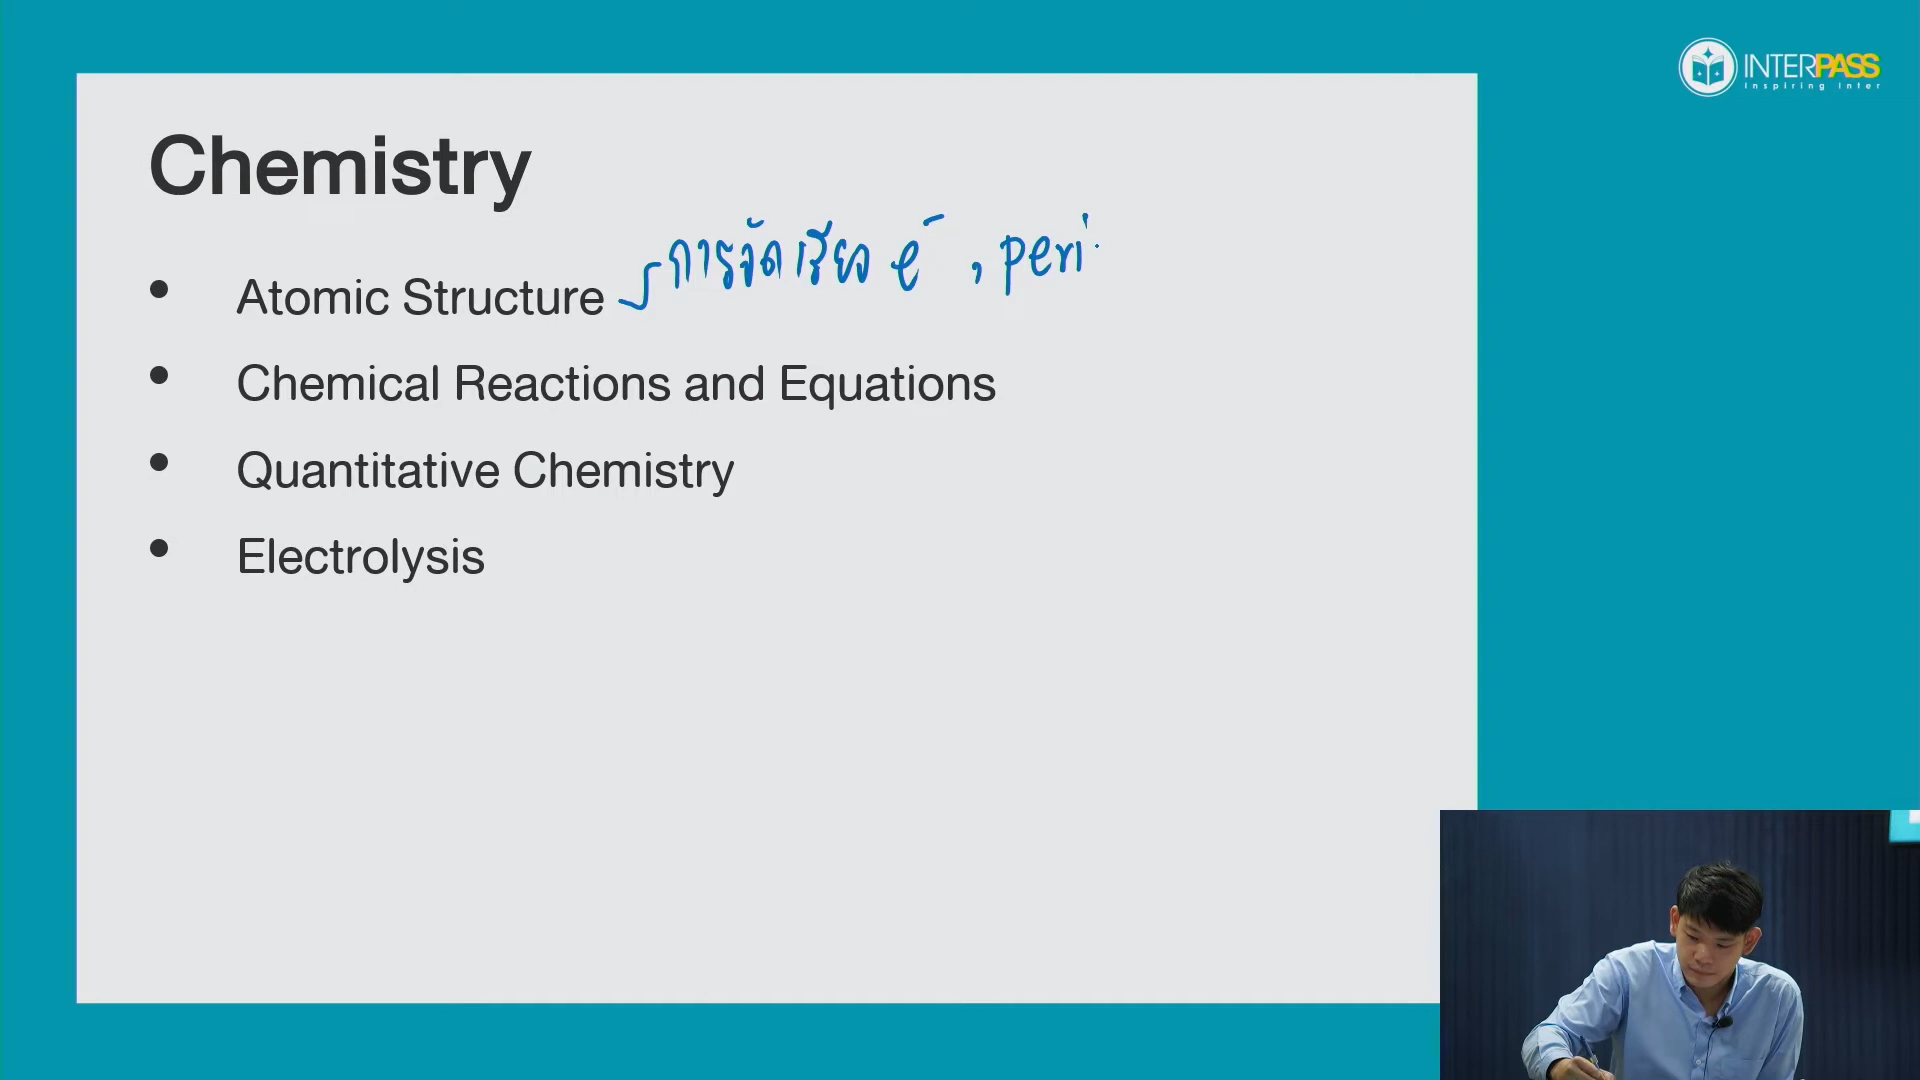 INTERPASS
Inspiring Inter
Chemistry
การจัดเรียง e⁻ , peri
• Atomic Structure
• Chemical Reactions and Equations
• Quantitative Chemistry
• Electrolysis